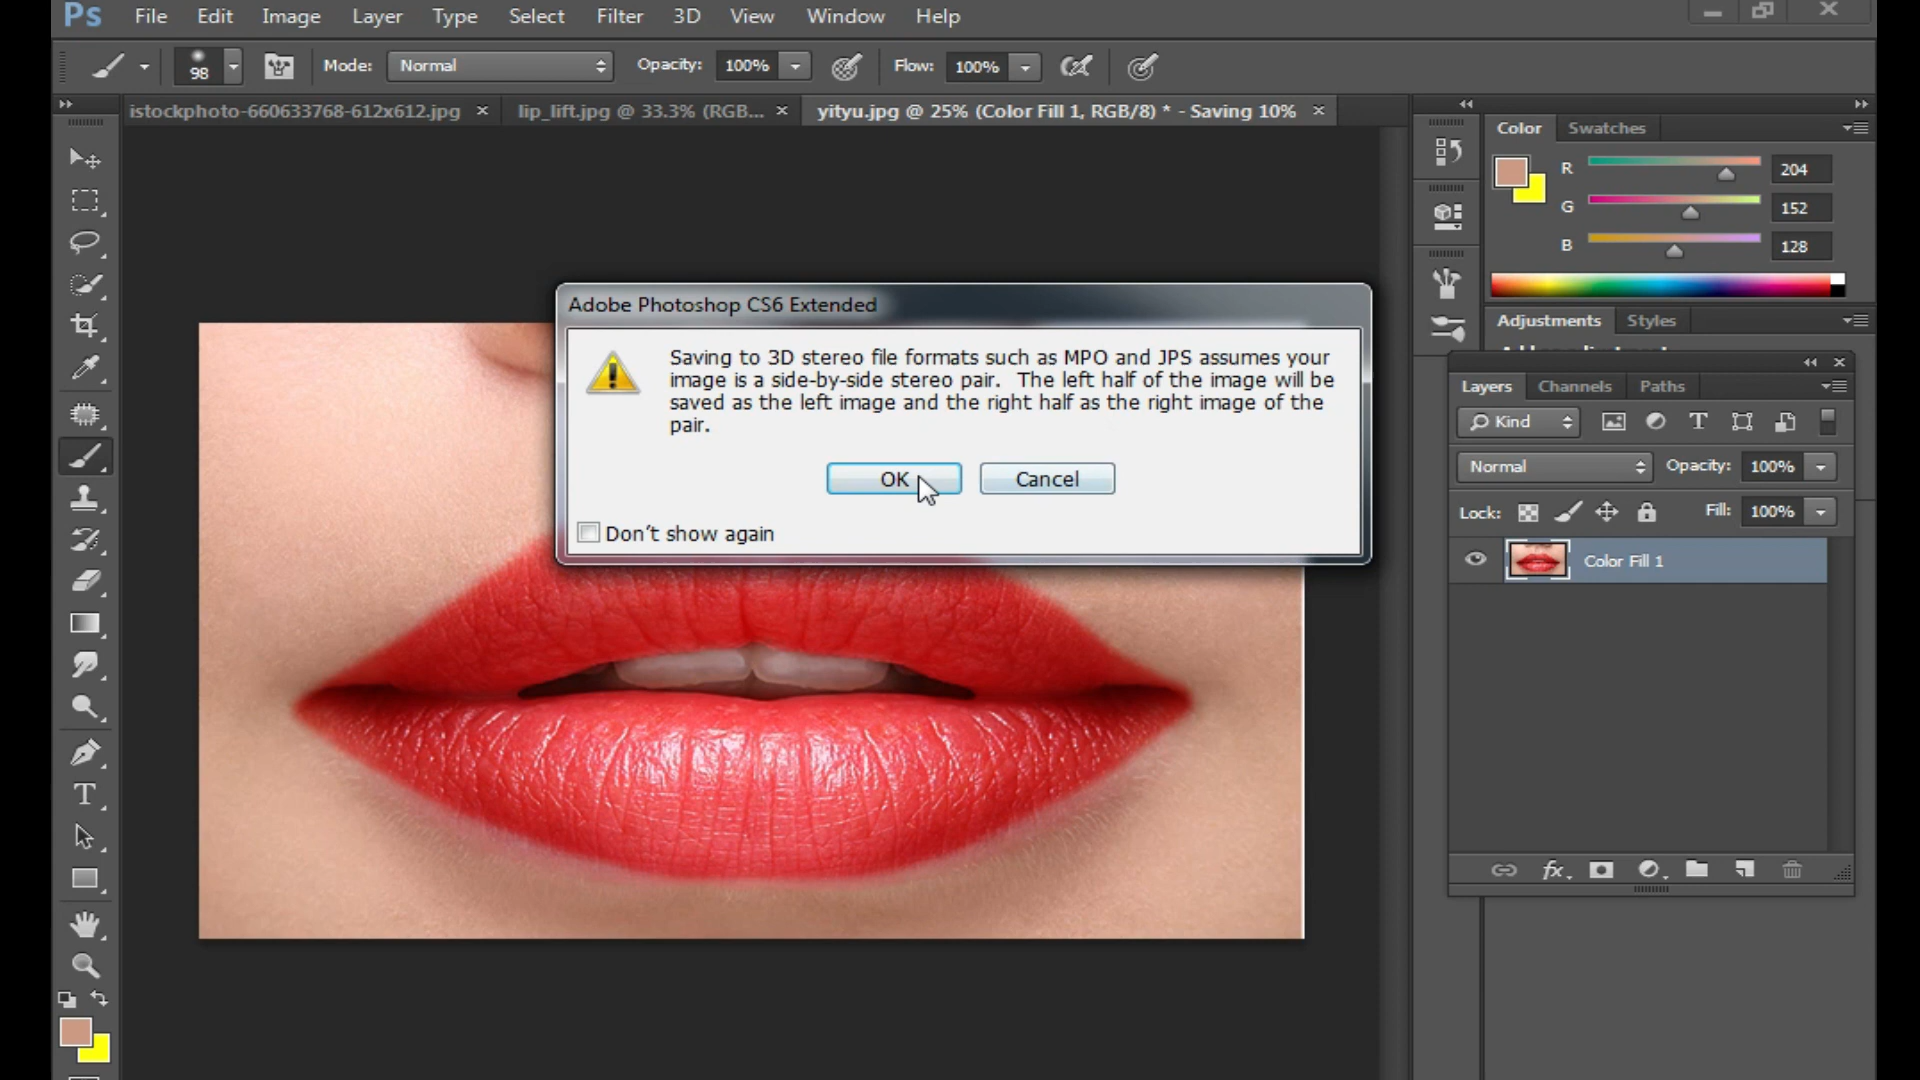 Ps File Edit Image Layer Type Select Filter 3D View Window Help
98 Mode: Normal Opacity: 100% Flow: 100%
istockphoto-660633768-612x612.jpg × lip_lift.jpg @ 33.3% (RGB... × yityu.jpg @ 25% (Color Fill 1, RGB/8) * - Saving 10% ×
Color Swatches
R 204
G 152
B 128
Adjustments Styles
Adobe Photoshop CS6 Extended
Saving to 3D stereo file formats such as MPO and JPS assumes your
image is a side-by-side stereo pair. The left half of the image will be
saved as the left image and the right half as the right image of the
pair.
OK Cancel
Don't show again
Layers Channels Paths
Kind
Normal Opacity: 100%
Lock: Fill: 100%
Color Fill 1
fx